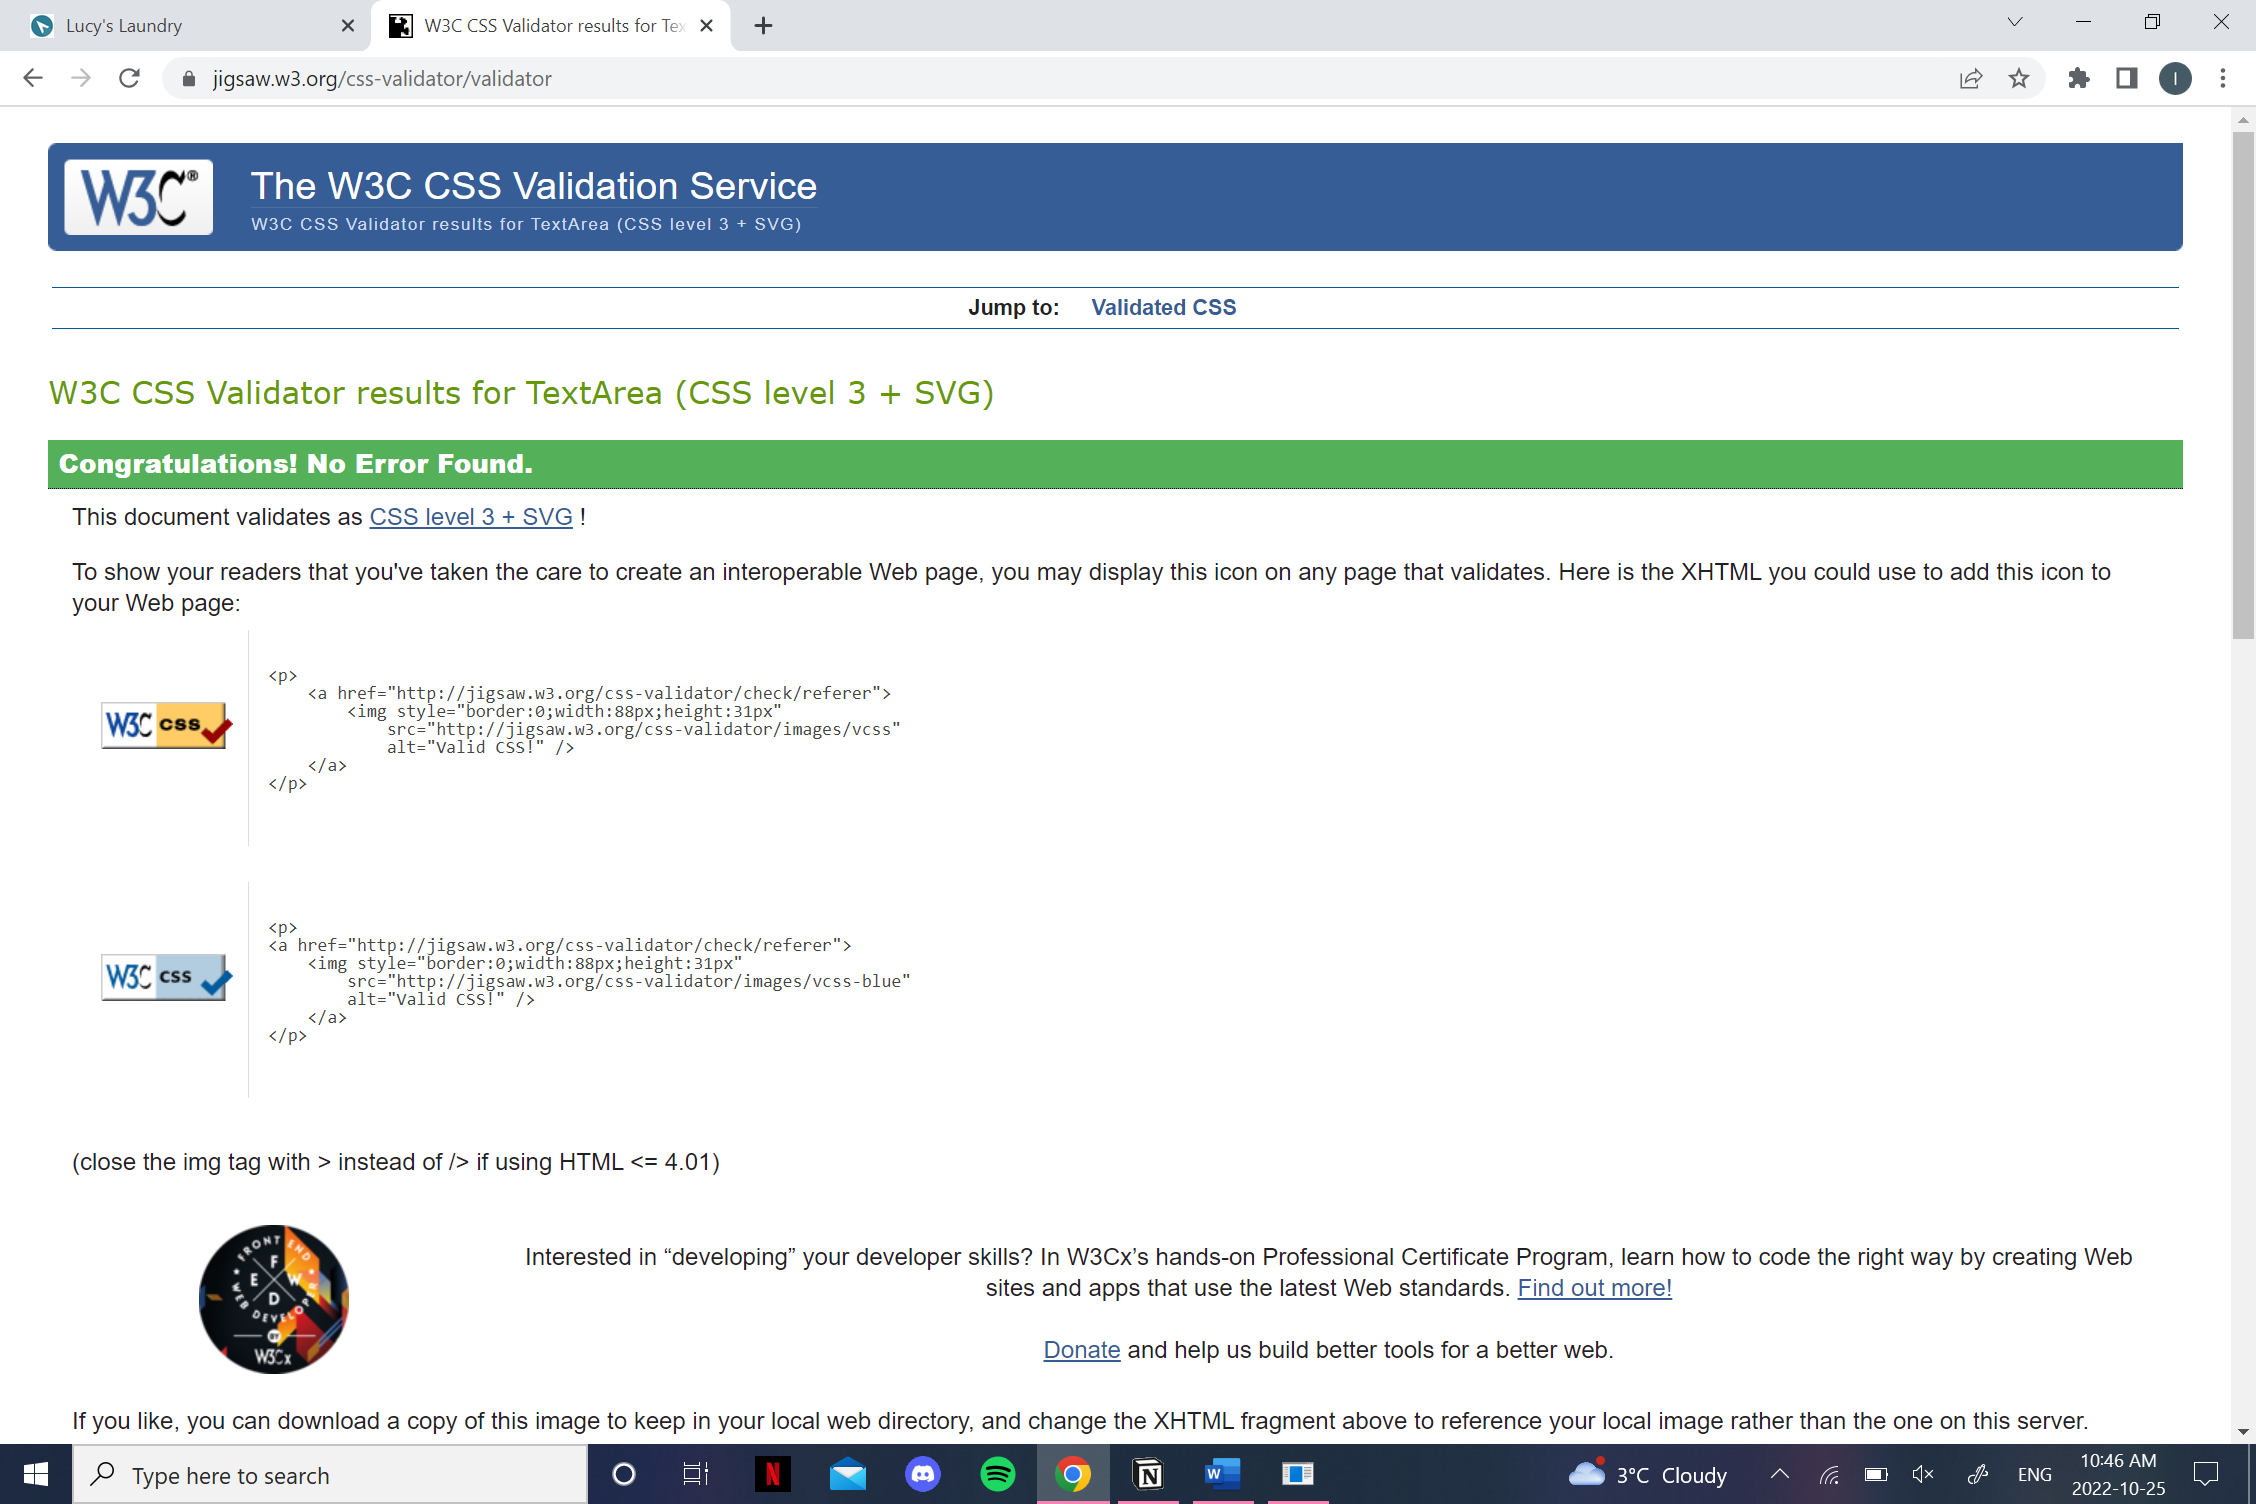 Lucy's Laundry
W3C CSS Validator results for Tex
jigsaw.w3.org/css-validator/validator
I
W3C®
The W3C CSS Validation Service
W3C CSS Validator results for TextArea (CSS level 3 + SVG)
Jump to: Validated CSS
W3C CSS Validator results for TextArea (CSS level 3 + SVG)
Congratulations! No Error Found.
This document validates as CSS level 3 + SVG !
To show your readers that you've taken the care to create an interoperable Web page, you may display this icon on any page that validates. Here is the XHTML you could use to add this icon to
your Web page:
W3C css
<p>
<a href="http://jigsaw.w3.org/css-validator/check/referer">
<img style="border:0;width:88px;height:31px"
src="http://jigsaw.w3.org/css-validator/images/vcss"
alt="Valid CSS!" />
</a>
</p>
W3C css
<p>
<a href="http://jigsaw.w3.org/css-validator/check/referer">
<img style="border:0;width:88px;height:31px"
src="http://jigsaw.w3.org/css-validator/images/vcss-blue"
alt="Valid CSS!" />
</a>
</p>
(close the img tag with > instead of /> if using HTML <= 4.01)
FRONT END
F
E W
D
WEB DEVELOPER
BY
W3Cx
Interested in “developing” your developer skills? In W3Cx’s hands-on Professional Certificate Program, learn how to code the right way by creating Web
sites and apps that use the latest Web standards. Find out more!
Donate and help us build better tools for a better web.
If you like, you can download a copy of this image to keep in your local web directory, and change the XHTML fragment above to reference your local image rather than the one on this server.
Type here to search
N
N
W
3°C Cloudy
ENG
10:46 AM
2022-10-25